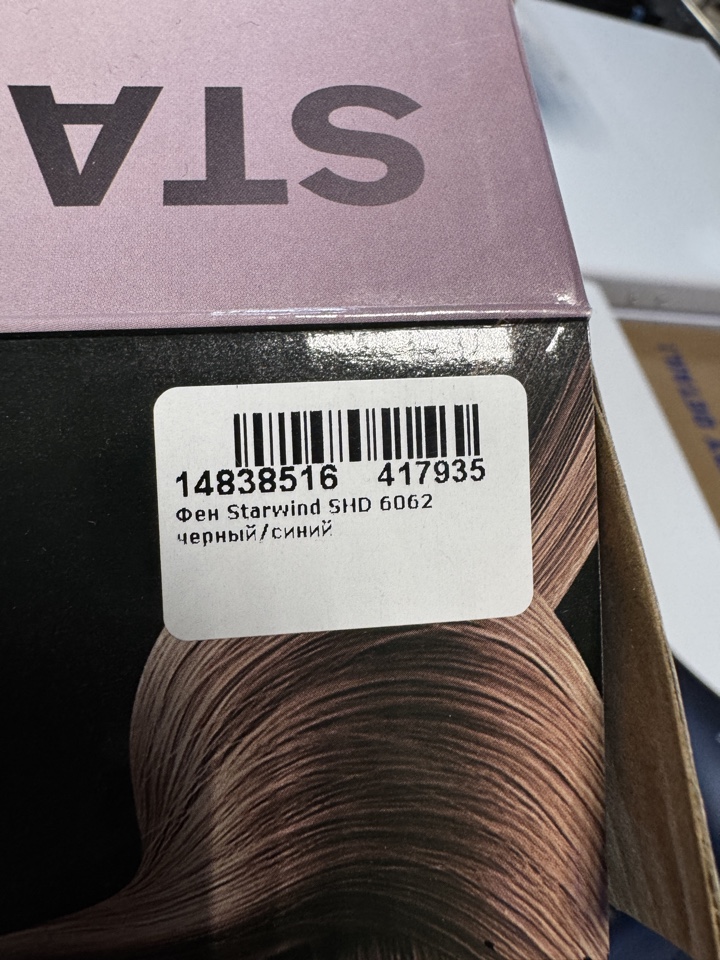 STA
14838516 417935
Фен Starwind SHD 6062
черный/синий